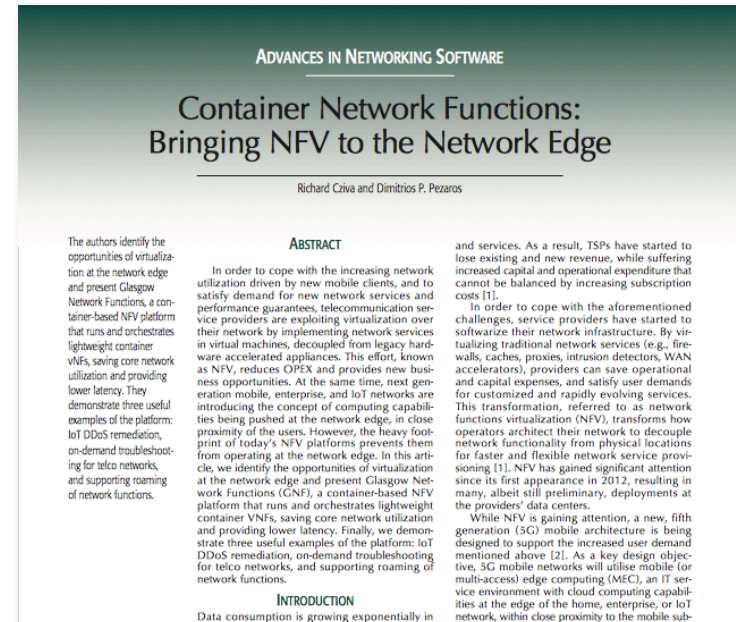 ADVANCES IN NETWORKING SOFTWARE
Container Network Functions:
Bringing NFV to the Network Edge
Richard Cziva and Dimitrios P. Pezaros
The authors identify the
opportunities of virtualiza-
tion at the network edge
and present Glasgow
Network Functions, a con-
tainer-based NFV platform
that runs and orchestrates
lightweight container
vNFs, saving core network
utilization and providing
lower latency. They
demonstrate three useful
examples of the platform:
IoT DDoS remediation,
on-demand troubleshoot-
ing for telco networks,
and supporting roaming
of network functions.
ABSTRACT
In order to cope with the increasing network
utilization driven by new mobile clients, and to
satisfy demand for new network services and
performance guarantees, telecommunication ser-
vice providers are exploiting virtualization over
their network by implementing network services
in virtual machines, decoupled from legacy hard-
ware accelerated appliances. This effort, known
as NFV, reduces OPEX and provides new busi-
ness opportunities. At the same time, next gen-
eration mobile, enterprise, and IoT networks are
introducing the concept of computing capabili-
ties being pushed at the network edge, in close
proximity of the users. However, the heavy foot-
print of today's NFV platforms prevents them
from operating at the network edge. In this arti-
cle, we identify the opportunities of virtualization
at the network edge and present Glasgow Net-
work Functions (GNF), a container-based NFV
platform that runs and orchestrates lightweight
container VNFs, saving core network utilization
and providing lower latency. Finally, we demon-
strate three useful examples of the platform: IoT
DDoS remediation, on-demand troubleshooting
for telco networks, and supporting roaming of
network functions.
INTRODUCTION
Data consumption is growing exponentially in
and services. As a result, TSPs have started to
lose existing and new revenue, while suffering
increased capital and operational expenditure that
cannot be balanced by increasing subscription
costs [1].
In order to cope with the aforementioned
challenges, service providers have started to
softwarize their network infrastructure. By vir-
tualizing traditional network services (e.g., fire-
walls, caches, proxies, intrusion detectors, WAN
accelerators), providers can save operational
and capital expenses, and satisfy user demands
for customized and rapidly evolving services.
This transformation, referred to as network
functions virtualization (NFV), transforms how
operators architect their network to decouple
network functionality from physical locations
for faster and flexible network service provi-
sioning [1]. NFV has gained significant attention
since its first appearance in 2012, resulting in
many, albeit still preliminary, deployments at
the providers' data centers.
While NFV is gaining attention, a new, fifth
generation (5G) mobile architecture is being
designed to support the increased user demand
mentioned above [2]. As a key design objec-
tive, 5G mobile networks will utilise mobile (or
multi-access) edge computing (MEC), an IT ser-
vice environment with cloud computing capabil-
ities at the edge of the home, enterprise, or IoT
network, within close proximity to the mobile sub-